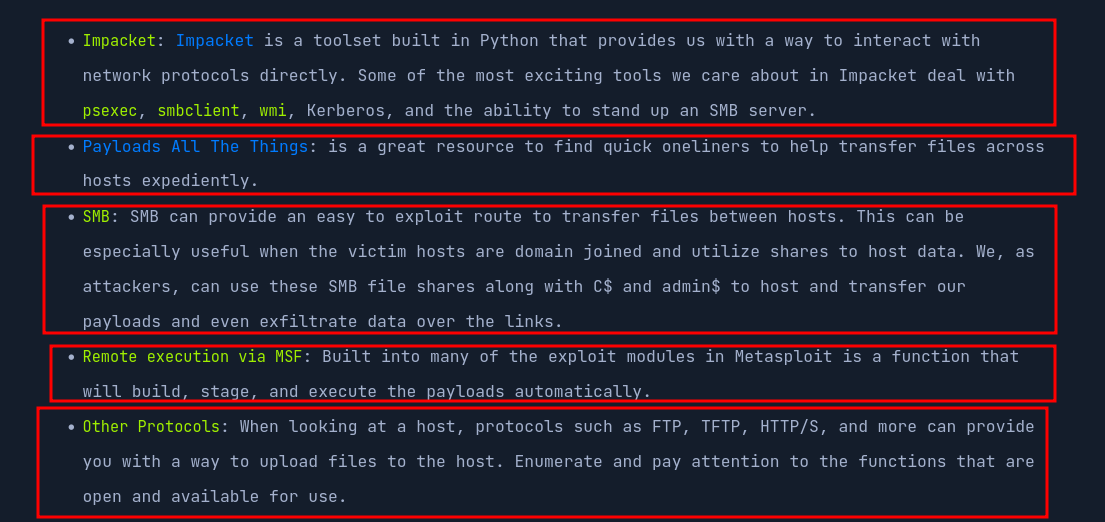 • Impacket: Impacket is a toolset built in Python that provides us with a way to interact with
network protocols directly. Some of the most exciting tools we care about in Impacket deal with
psexec, smbclient, wmi, Kerberos, and the ability to stand up an SMB server.
• Payloads All The Things: is a great resource to find quick oneliners to help transfer files across
hosts expediently.
• SMB: SMB can provide an easy to exploit route to transfer files between hosts. This can be
especially useful when the victim hosts are domain joined and utilize shares to host data. We, as
attackers, can use these SMB file shares along with C$ and admin$ to host and transfer our
payloads and even exfiltrate data over the links.
• Remote execution via MSF: Built into many of the exploit modules in Metasploit is a function that
will build, stage, and execute the payloads automatically.
• Other Protocols: When looking at a host, protocols such as FTP, TFTP, HTTP/S, and more can provide
you with a way to upload files to the host. Enumerate and pay attention to the functions that are
open and available for use.